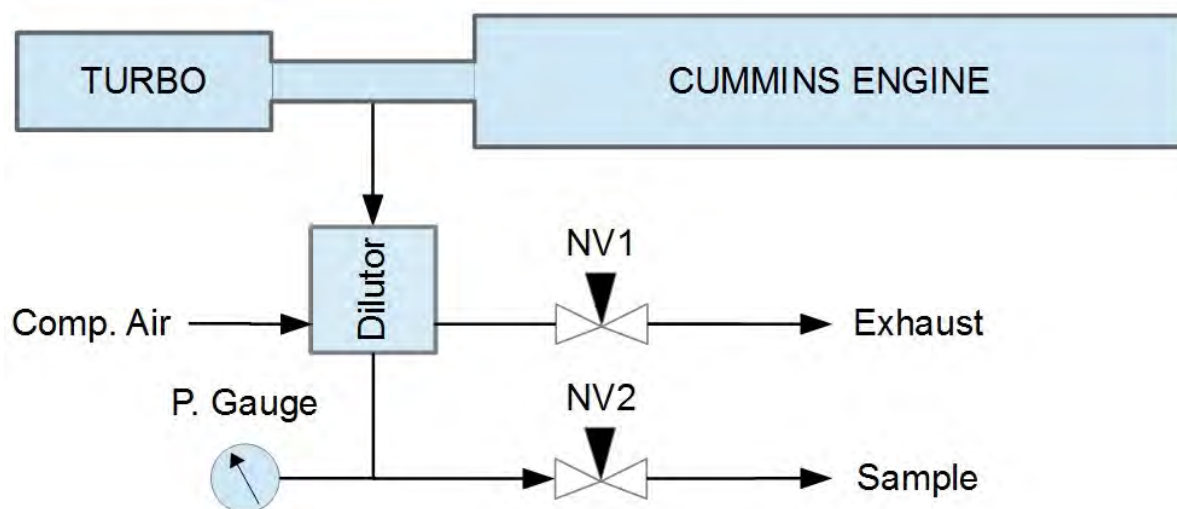 TURBO
CUMMINS ENGINE
Dilutor
NV1
Comp. Air
Exhaust
P. Gauge
NV2
Sample